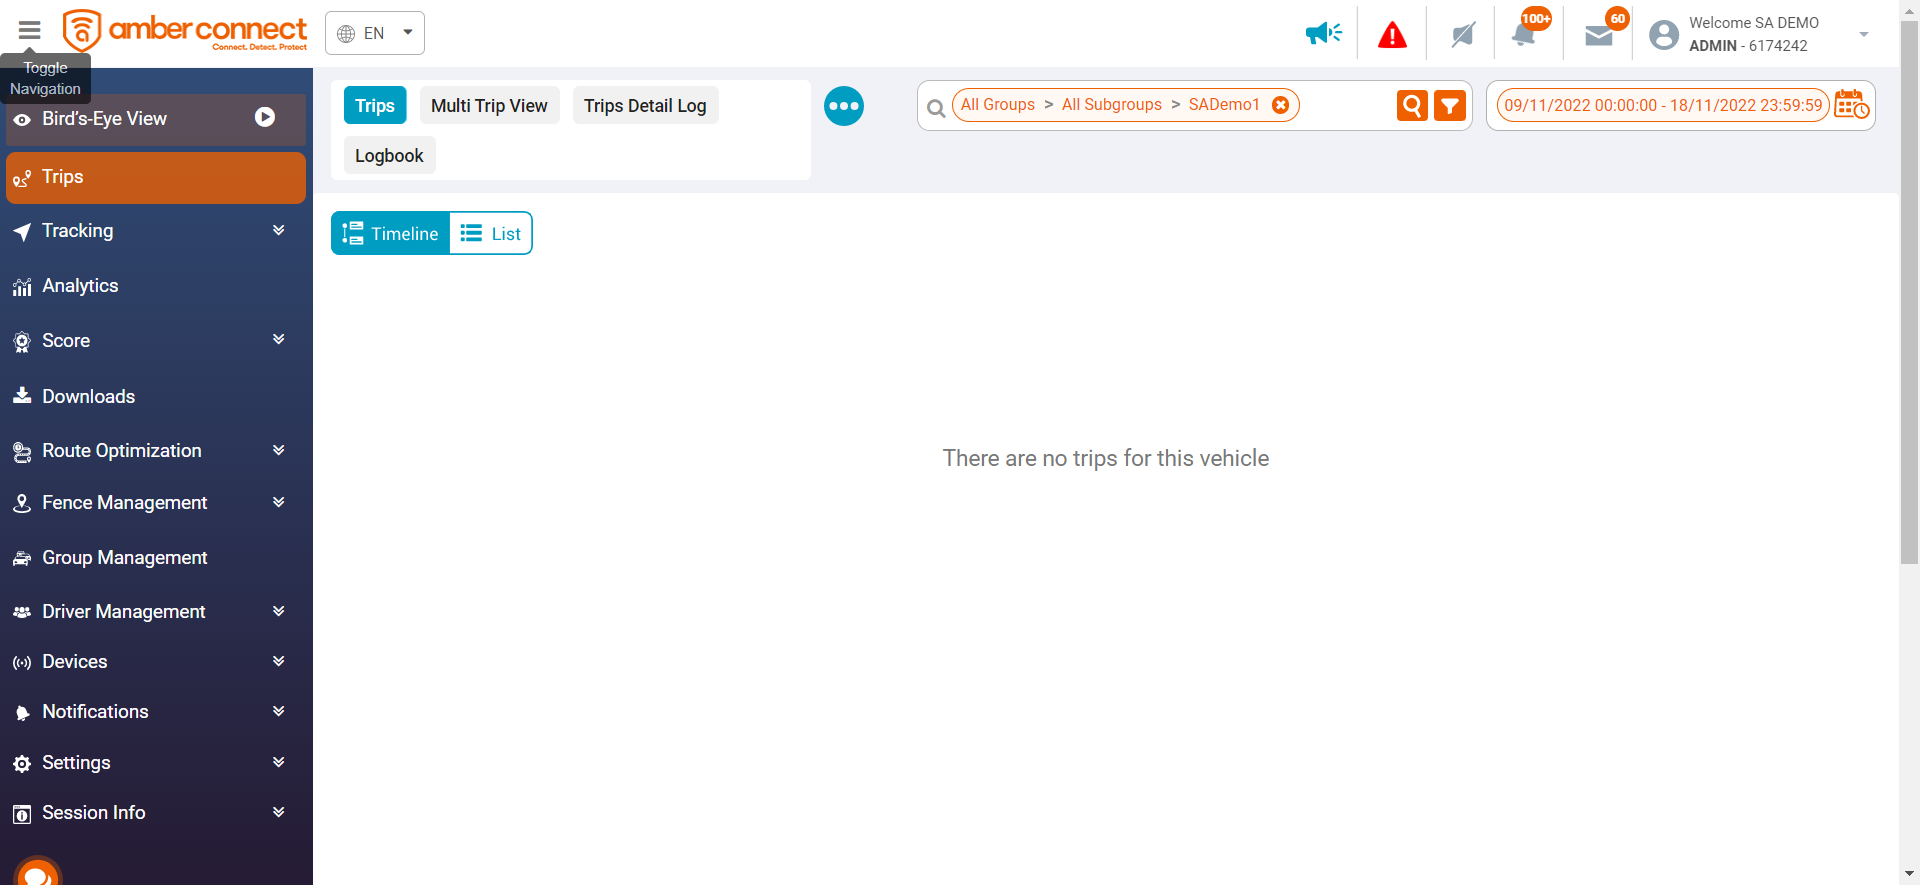 amber connect
Connect. Detect. Protect
EN
100+
60
Welcome SA DEMO
ADMIN - 6174242
Toggle
Navigation
Bird’s-Eye View
Trips
Tracking
Analytics
Score
Downloads
Route Optimization
Fence Management
Group Management
Driver Management
Devices
Notifications
Settings
Session Info
Trips
Multi Trip View
Trips Detail Log
Logbook
All Groups > All Subgroups > SADemo1
09/11/2022 00:00:00 - 18/11/2022 23:59:59
Timeline
List
There are no trips for this vehicle